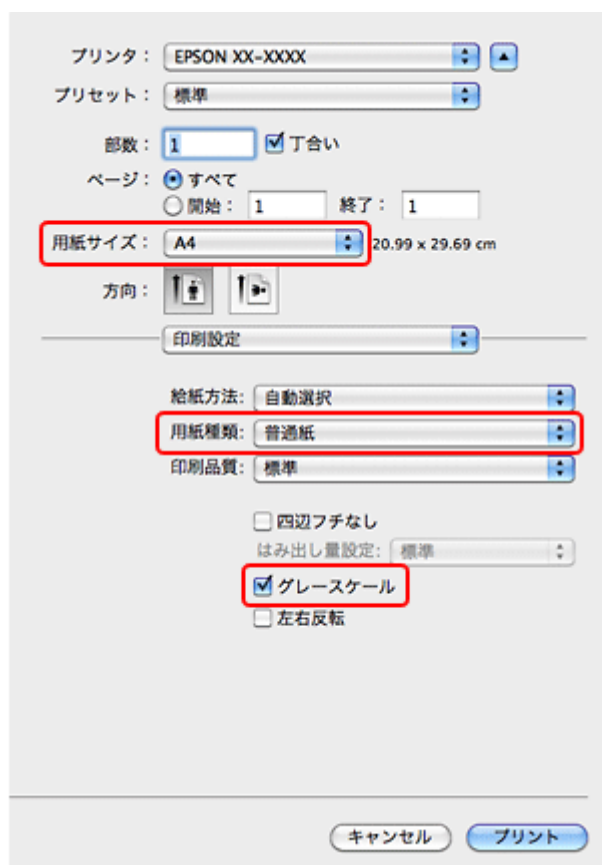 プリンタ： EPSON XX-XXXX
プリセット： 標準
部数： 1 丁合い
ページ： すべて
開始： 1 終了： 1
用紙サイズ： A4 20.99 x 29.69 cm
方向：
印刷設定
給紙方法: 自動選択
用紙種類: 普通紙
印刷品質: 標準
四辺フチなし
はみ出し量設定: 標準
グレースケール
左右反転
キャンセル プリント